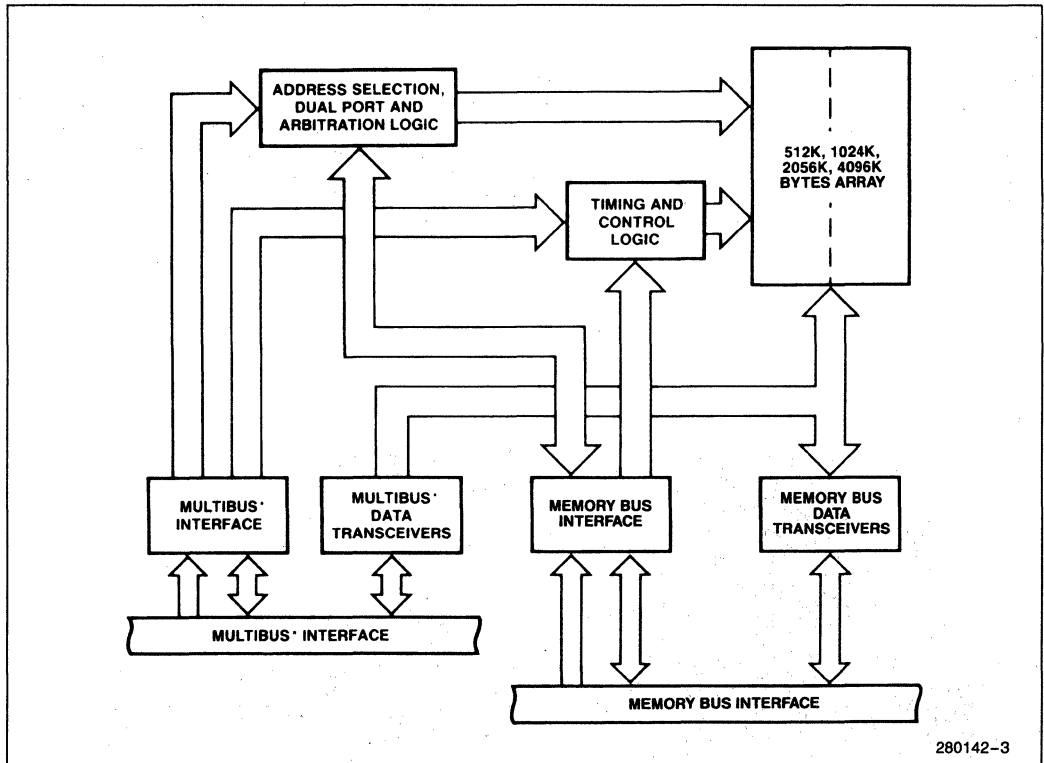 ADDRESS SELECTION,
DUAL PORT AND
ARBITRATION LOGIC
512K, 1024K,
2056K, 4096K
BYTES ARRAY
TIMING AND
CONTROL
LOGIC
MULTIBUS*
INTERFACE
MULTIBUS*
DATA
TRANSCEIVERS
MEMORY BUS
INTERFACE
MEMORY BUS
DATA
TRANSCEIVERS
MULTIBUS* INTERFACE
MEMORY BUS INTERFACE
280142-3